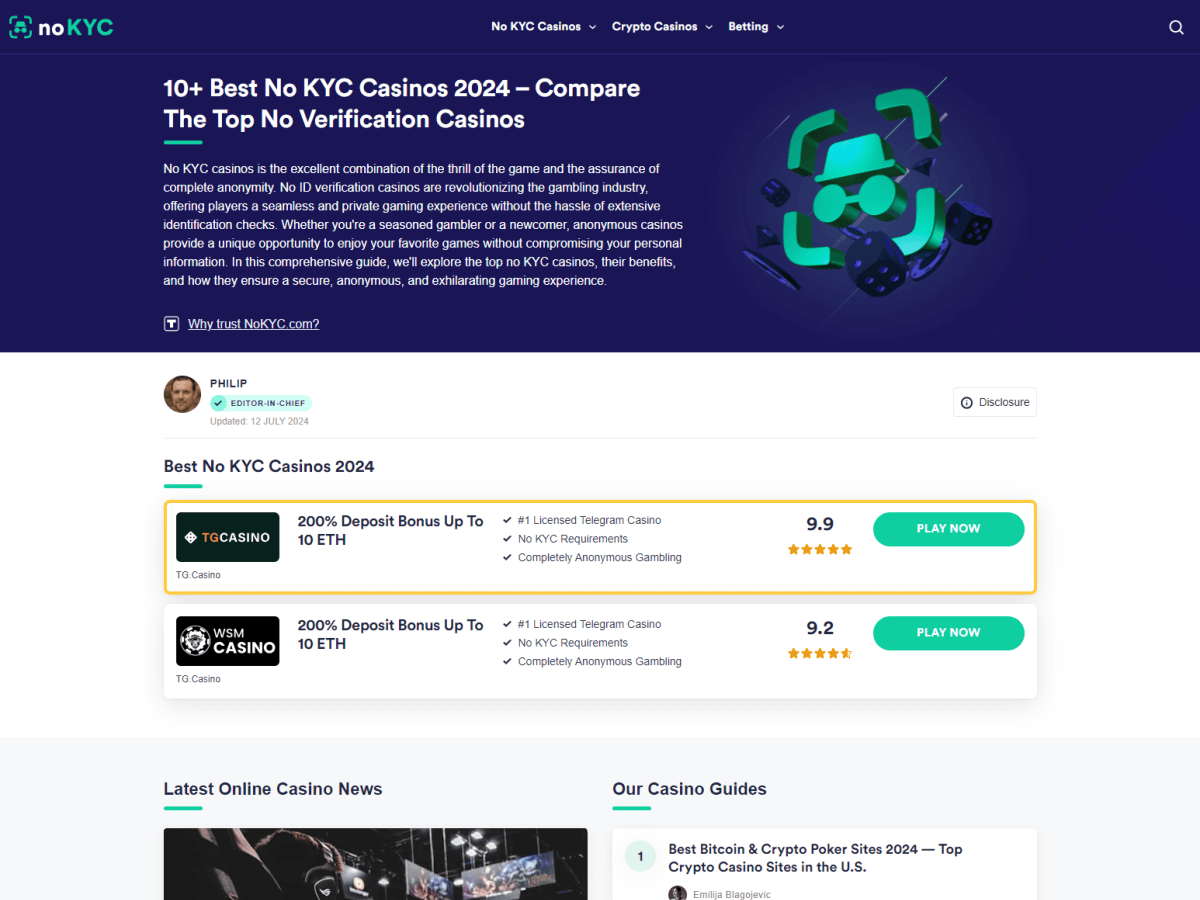 noKYC
No KYC Casinos
Crypto Casinos
Betting
10+ Best No KYC Casinos 2024 – Compare
The Top No Verification Casinos
No KYC casinos is the excellent combination of the thrill of the game and the assurance of
complete anonymity. No ID verification casinos are revolutionizing the gambling industry,
offering players a seamless and private gaming experience without the hassle of extensive
identification checks. Whether you're a seasoned gambler or a newcomer, anonymous casinos
provide a unique opportunity to enjoy your favorite games without compromising your personal
information. In this comprehensive guide, we'll explore the top no KYC casinos, their benefits,
and how they ensure a secure, anonymous, and exhilarating gaming experience.
T Why trust NoKYC.com?
PHILIP
EDITOR-IN-CHIEF
Updated: 12 JULY 2024
Disclosure
Best No KYC Casinos 2024
TGCASINO
TG.Casino
200% Deposit Bonus Up To
10 ETH
#1 Licensed Telegram Casino
No KYC Requirements
Completely Anonymous Gambling
9.9
PLAY NOW
WSM
CASINO
TG.Casino
200% Deposit Bonus Up To
10 ETH
#1 Licensed Telegram Casino
No KYC Requirements
Completely Anonymous Gambling
9.2
PLAY NOW
Latest Online Casino News
Our Casino Guides
1
Best Bitcoin & Crypto Poker Sites 2024 — Top
Crypto Casino Sites in the U.S.
Emilija Blagojevic